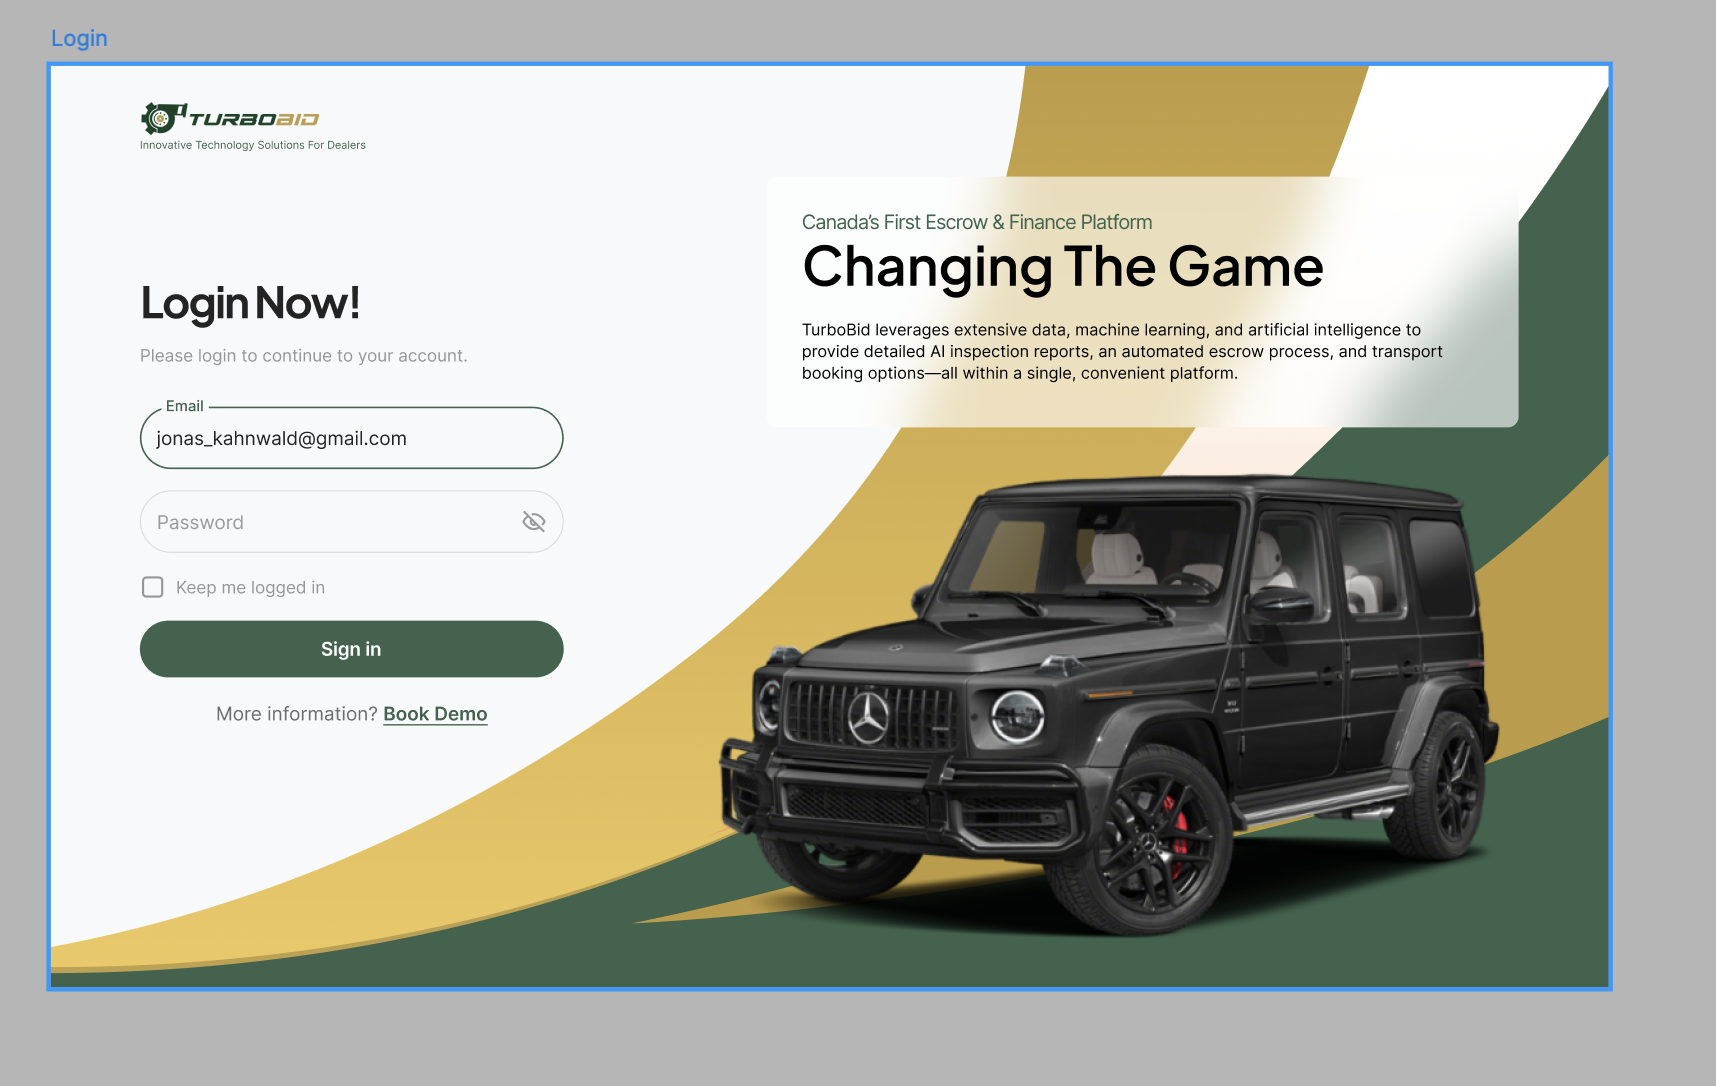 Login
TURBOBID
Innovative Technology Solutions For Dealers
Canada's First Escrow & Finance Platform
Changing The Game
TurboBid leverages extensive data, machine learning, and artificial intelligence to
provide detailed AI inspection reports, an automated escrow process, and transport
booking options—all within a single, convenient platform.
Login Now!
Please login to continue to your account.
Email
jonas_kahnwald@gmail.com
Password
Keep me logged in
Sign in
More information? Book Demo